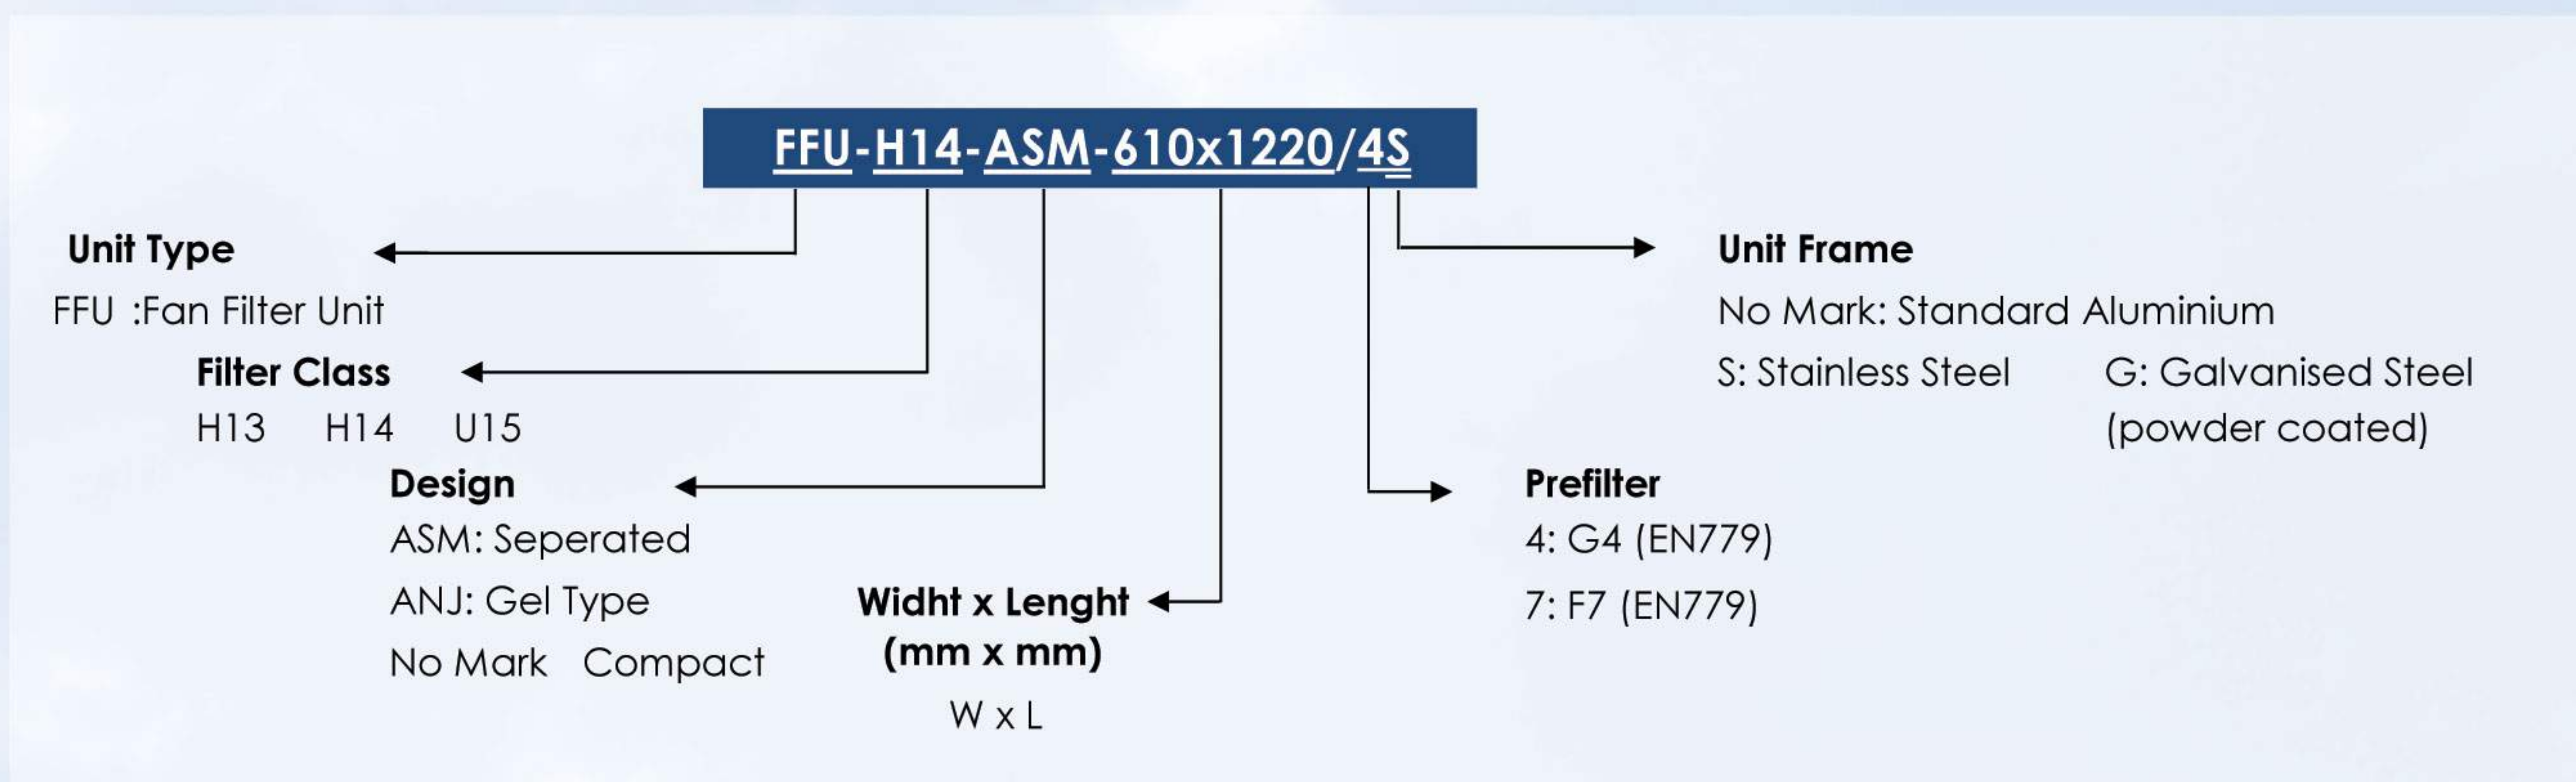 FFU-H14-ASM-610x1220/4S
Unit Type
FFU :Fan Filter Unit
Filter Class
H13 H14 U15
Design
ASM: Seperated
ANJ: Gel Type
No Mark Compact
Widht x Lenght
(mm x mm)
W x L
Unit Frame
No Mark: Standard Aluminium
S: Stainless Steel G: Galvanised Steel
(powder coated)
Prefilter
4: G4 (EN779)
7: F7 (EN779)